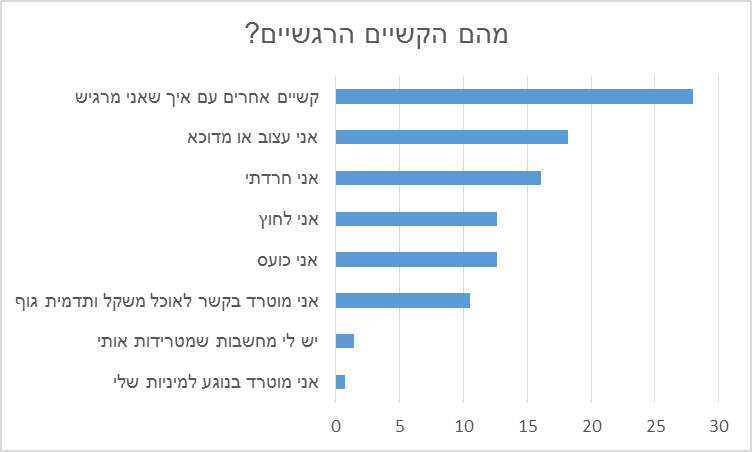 מהם הקשיים הרגשיים?
קשיים אחרים עם איך שאני מרגיש
אני עצוב או מדוכא
אני חרדתי
אני לחוץ
אני כועס
אני מוטרד בקשר לאוכל משקל ותדמית גוף
יש לי מחשבות שמטרידות אותי
אני מוטרד בנוגע למיניות שלי
0 5 10 15 20 25 30